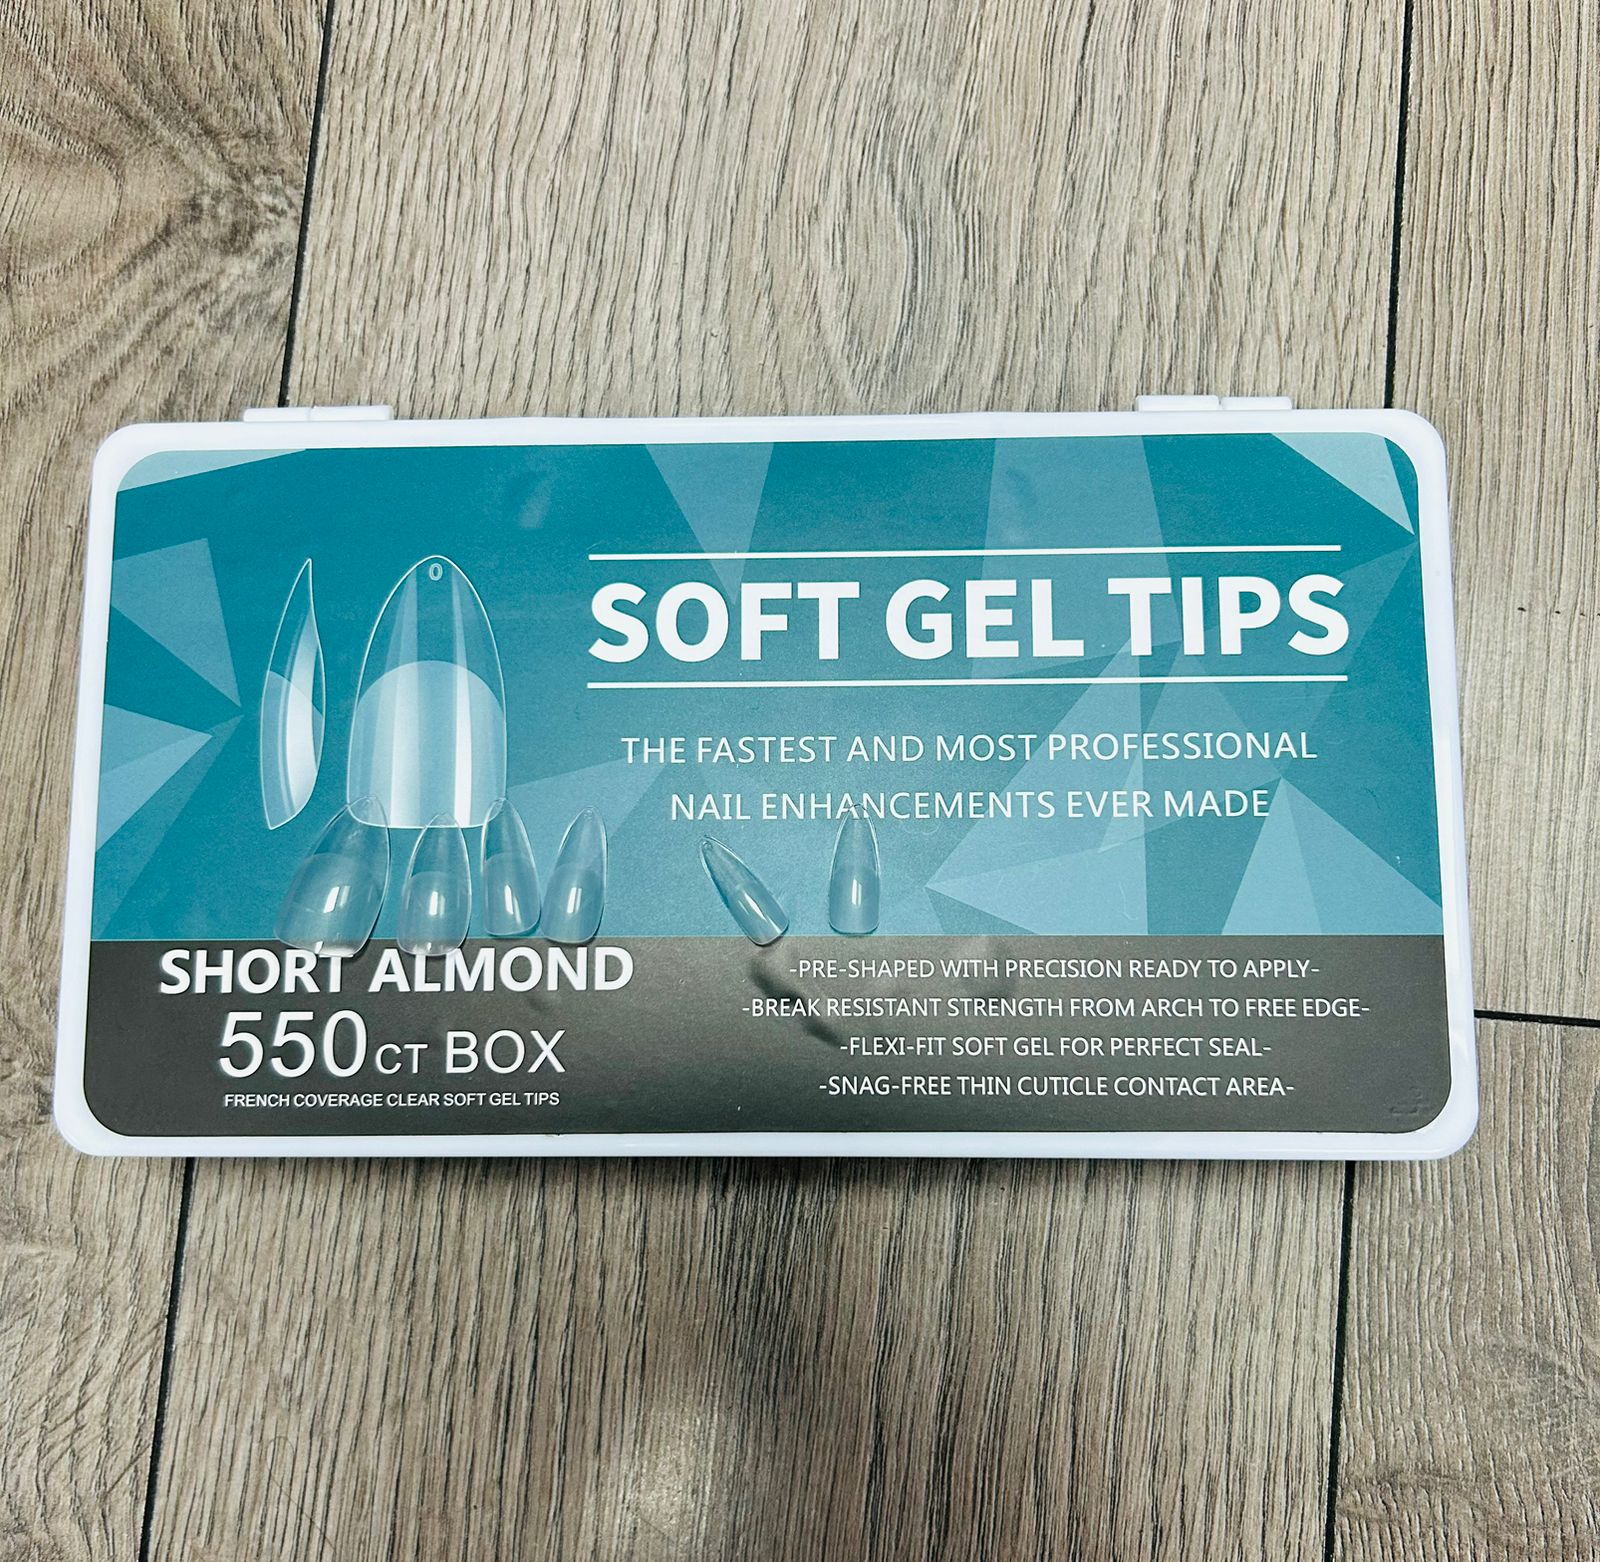 0
SOFT GEL TIPS
THE FASTEST AND MOST PROFESSIONAL
NAIL ENHANCEMENTS EVER MADE
SHORT ALMOND
550CT BOX
FRENCH COVERAGE CLEAR SOFT GEL TIPS
-PRE-SHAPED WITH PRECISION READY TO APPLY-
-BREAK RESISTANT STRENGTH FROM ARCH TO FREE EDGE-
-FLEXI-FIT SOFT GEL FOR PERFECT SEAL-
-SNAG-FREE THIN CUTICLE CONTACT AREA-